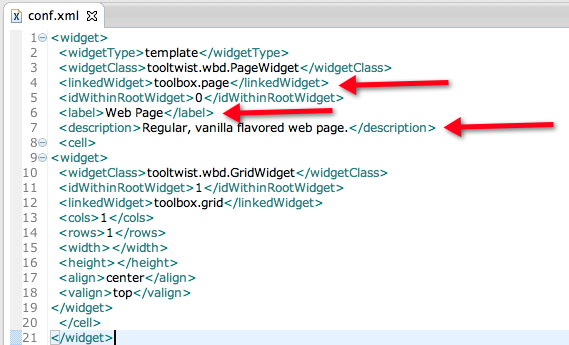 conf.xml
1 <widget>
2 <widgetType>template</widgetType>
3 <widgetClass>tooltwist.wbd.PageWidget</widgetClass>
4 <linkedWidget>toolbox.page</linkedWidget>
5 <idWithinRootWidget>0</idWithinRootWidget>
6 <label>Web Page</label>
7 <description>Regular, vanilla flavored web page.</description>
8 <cell>
9 <widget>
10 <widgetClass>tooltwist.wbd.GridWidget</widgetClass>
11 <idWithinRootWidget>1</idWithinRootWidget>
12 <linkedWidget>toolbox.grid</linkedWidget>
13 <cols>1</cols>
14 <rows>1</rows>
15 <width></width>
16 <height></height>
17 <align>center</align>
18 <valign>top</valign>
19 </widget>
20 </cell>
21 </widget>